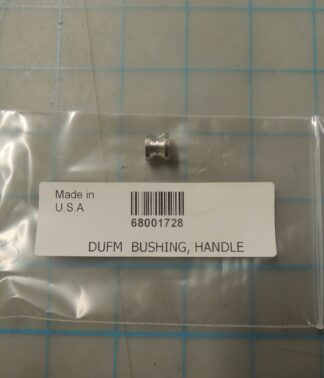 Made in
U.S.A
68001728
DUFM BUSHING, HANDLE